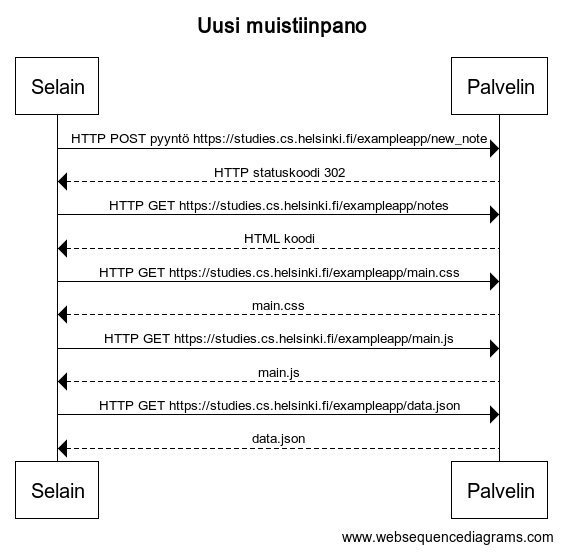 Uusi muistiinpano
Selain
Palvelin
HTTP POST pyyntö https://studies.cs.helsinki.fi/exampleapp/new_note
HTTP statuskoodi 302
HTTP GET https://studies.cs.helsinki.fi/exampleapp/notes
HTML koodi
HTTP GET https://studies.cs.helsinki.fi/exampleapp/main.css
main.css
HTTP GET https://studies.cs.helsinki.fi/exampleapp/main.js
main.js
HTTP GET https://studies.cs.helsinki.fi/exampleapp/data.json
data.json
Selain
Palvelin
www.websequencediagrams.com